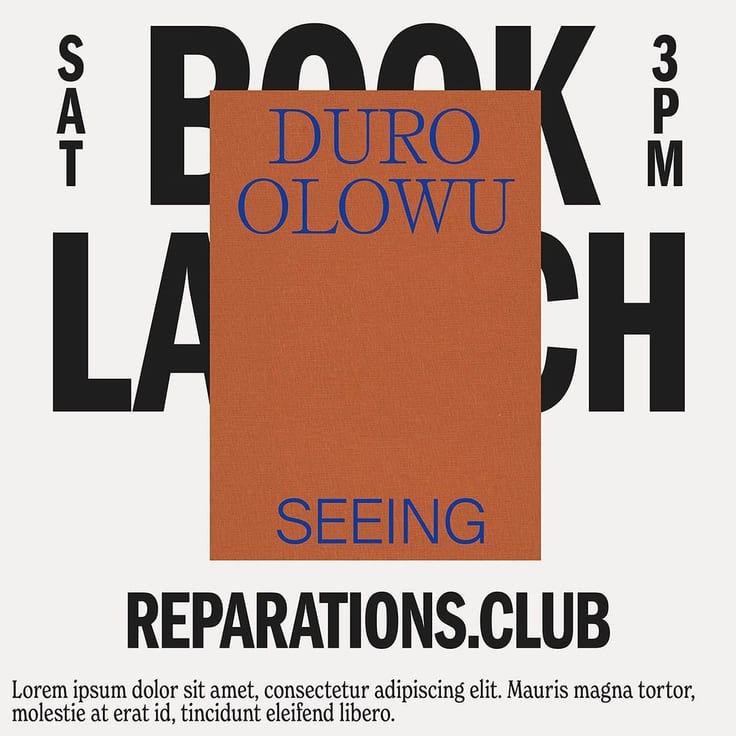 SAT
BOOK
3PM
LAUNCH
DURO
OLOWU
SEEING
REPARATIONS.CLUB
Lorem ipsum dolor sit amet, consectetur adipiscing elit. Mauris magna tortor,
molestie at erat id, tincidunt eleifend libero.